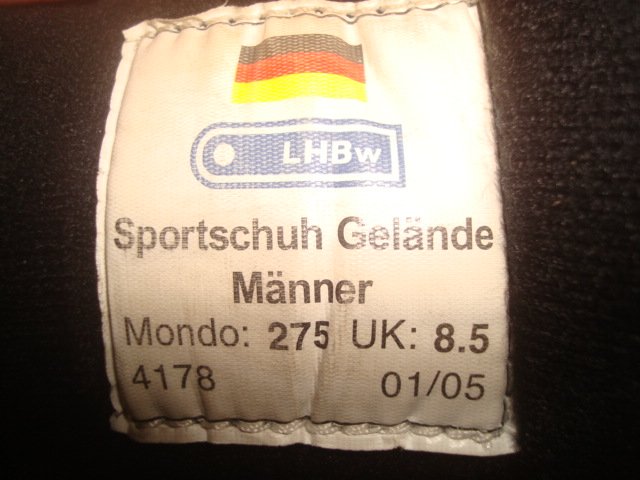 LHBw
Sportschuh Gelände
Männer
Mondo: 275 UK: 8.5
4178 01/05